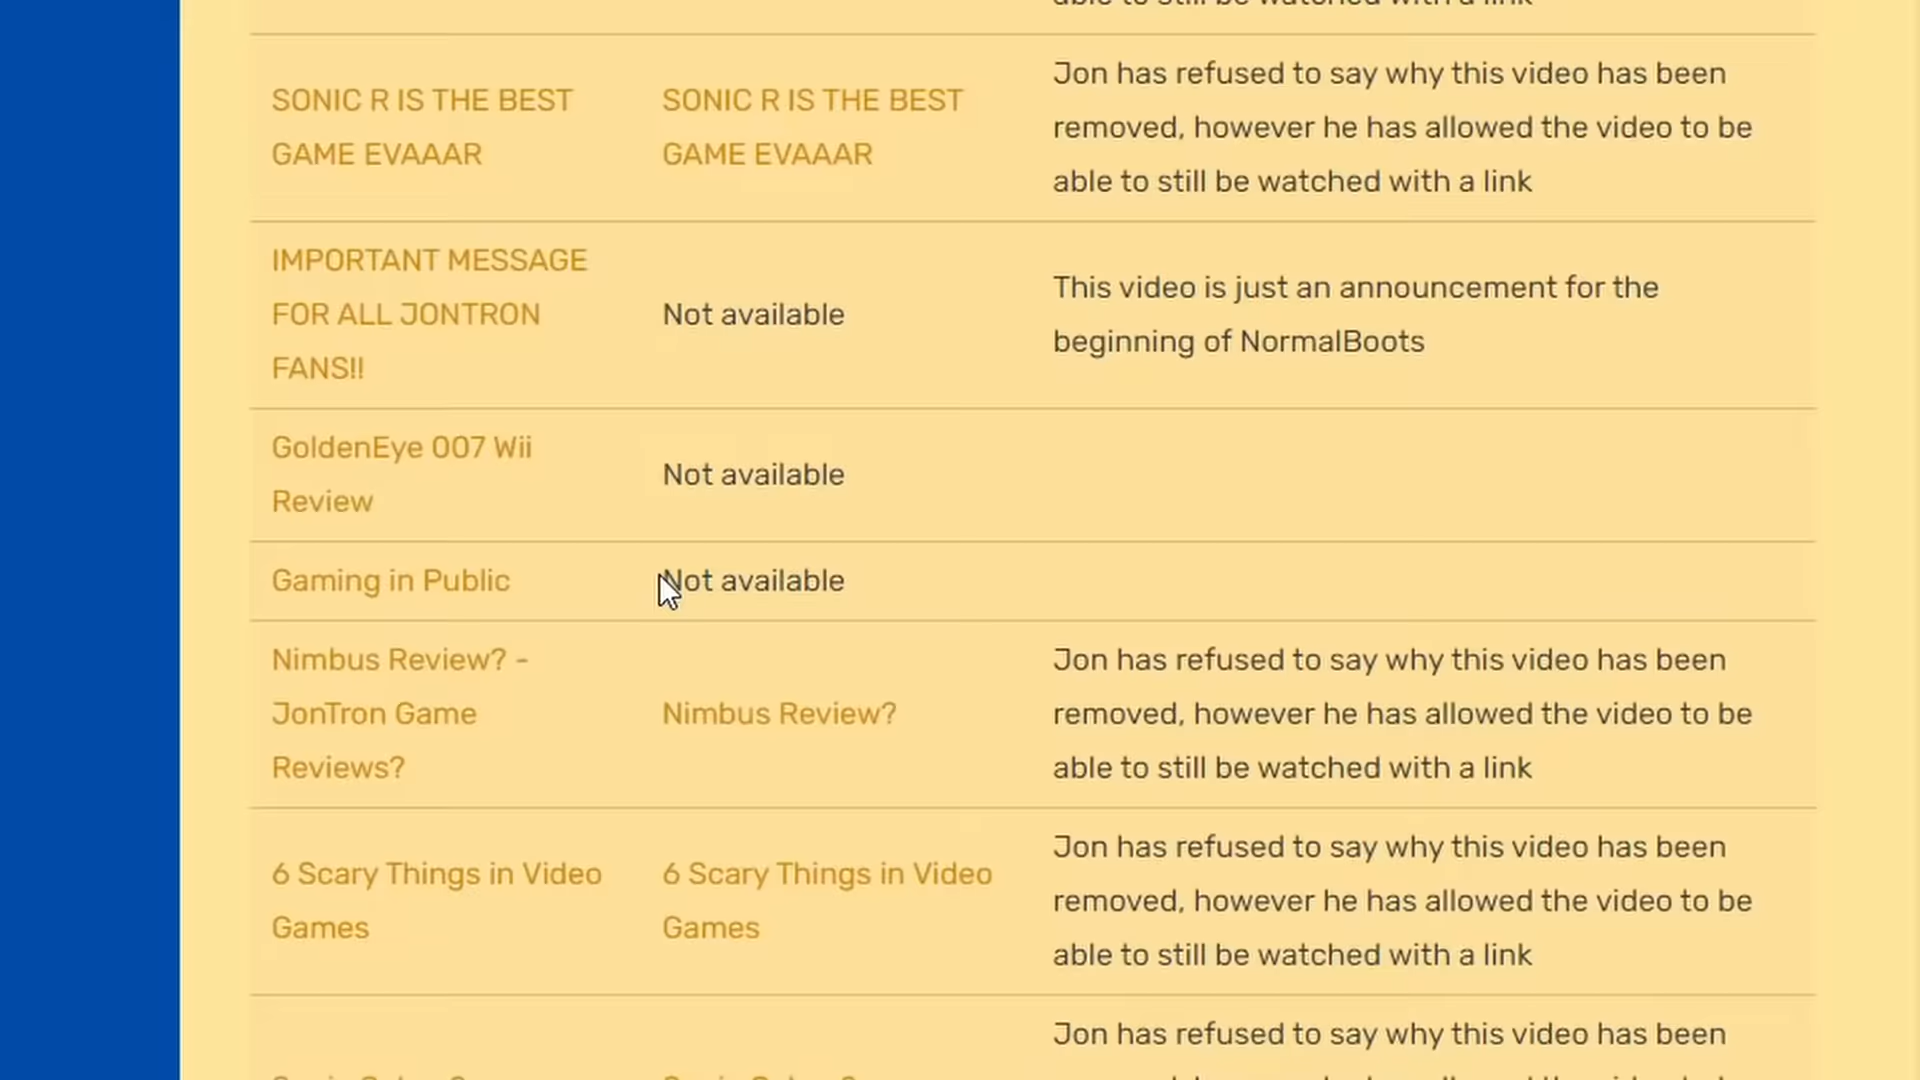 able to still be watched with a link
SONIC R IS THE BEST
GAME EVAAAR
SONIC R IS THE BEST
GAME EVAAAR
Jon has refused to say why this video has been
removed, however he has allowed the video to be
able to still be watched with a link
IMPORTANT MESSAGE
FOR ALL JONTRON
FANS!!
Not available
This video is just an announcement for the
beginning of NormalBoots
GoldenEye 007 Wii
Review
Not available
Gaming in Public
Not available
Nimbus Review? -
JonTron Game
Reviews?
Nimbus Review?
Jon has refused to say why this video has been
removed, however he has allowed the video to be
able to still be watched with a link
6 Scary Things in Video
Games
6 Scary Things in Video
Games
Jon has refused to say why this video has been
removed, however he has allowed the video to be
able to still be watched with a link
Jon has refused to say why this video has been